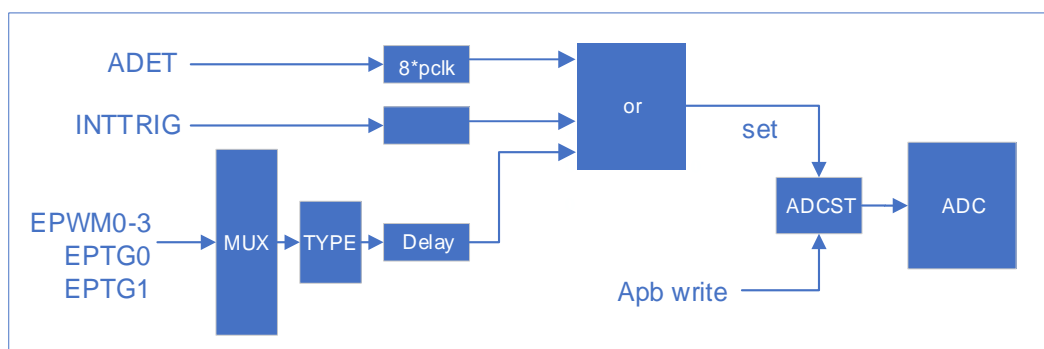 ADET
8*pclk
INTTRIG
or
set
EPWM0-3
EPTG0
EPTG1
MUX
TYPE
Delay
ADCST
ADC
Apb write